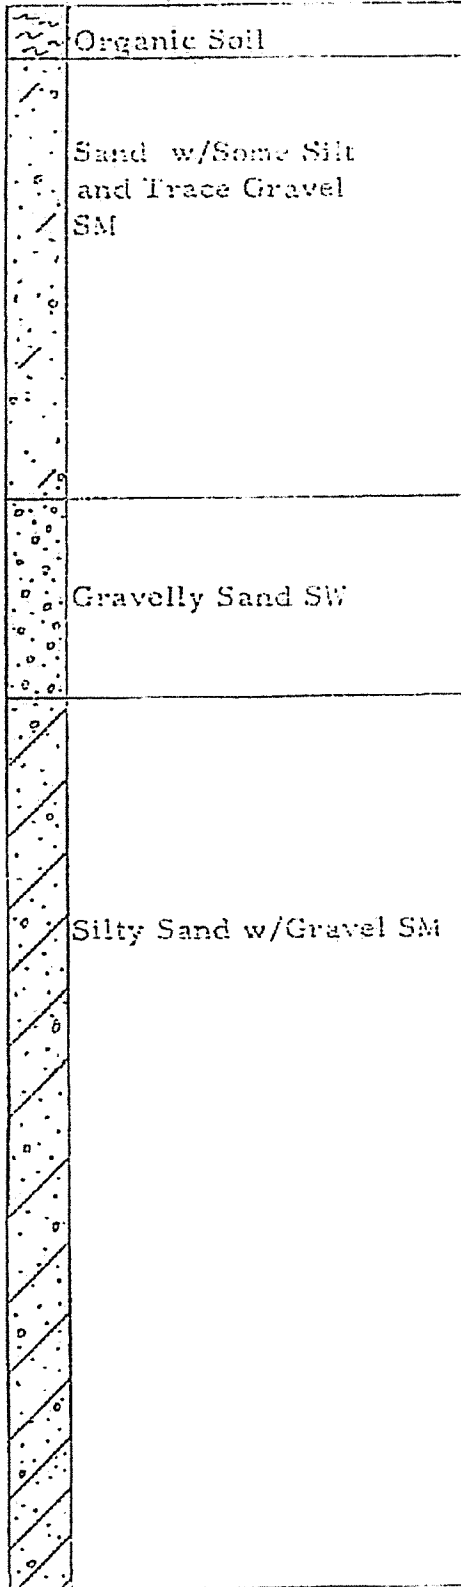 Organic Soil
Sand w/Some Silt
and Trace Gravel
SM
Gravelly Sand SW
Silty Sand w/Gravel SM